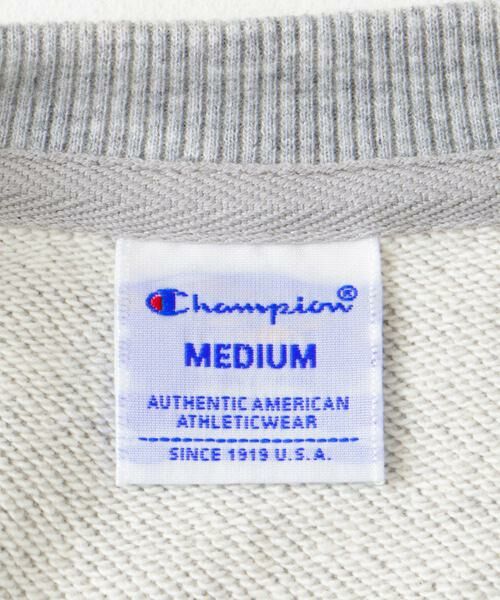 Champion®
MEDIUM
AUTHENTIC AMERICAN
ATHLETICWEAR
SINCE 1919 U.S.A.